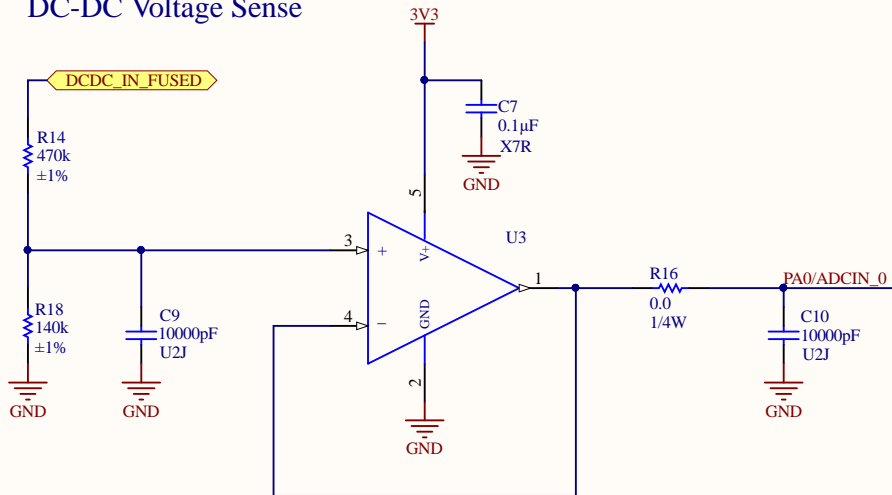 DC-DC Voltage Sense
3V3
DCDC_IN_FUSED
C7
0.1µF
X7R
GND
R14
470k
±1%
5
3
+
V+
U3
1
R16
0.0
1/4W
PA0/ADCIN_0
R18
140k
±1%
C9
10000pF
U2J
4
−
GND
2
C10
10000pF
U2J
GND
GND
GND
GND